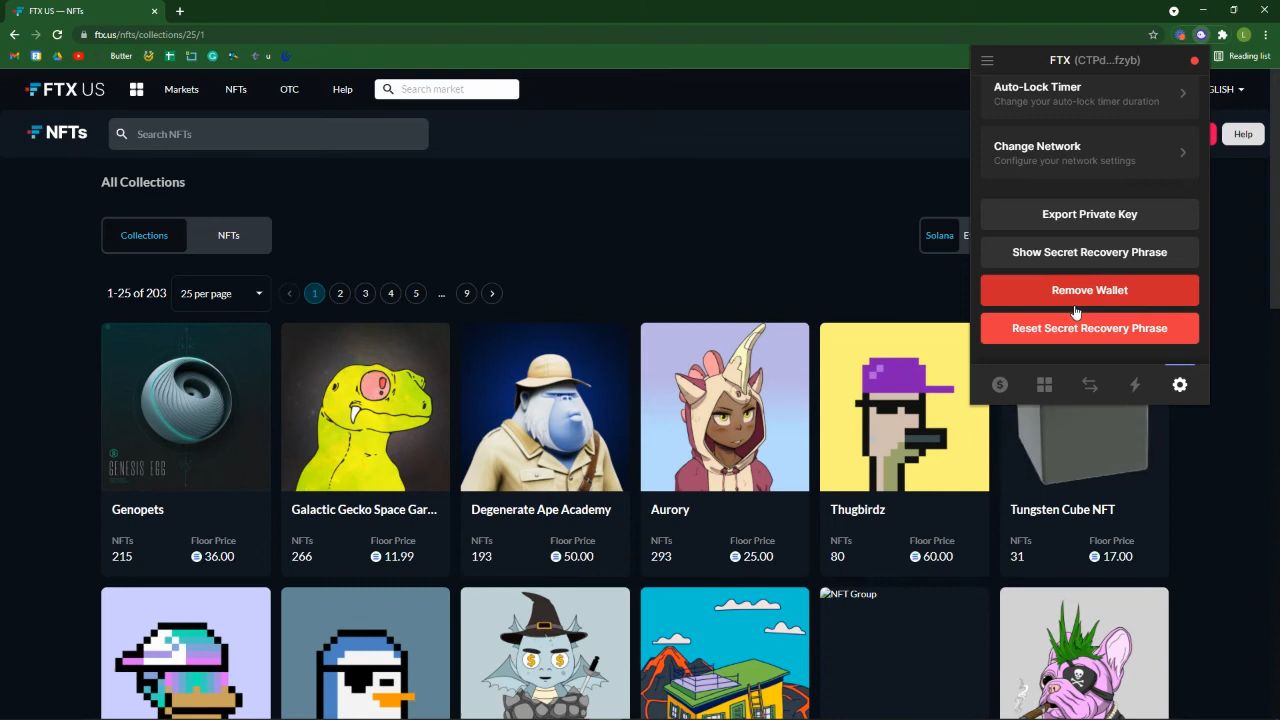 FTX US — NFTs
ftx.us/nfts/collections/25/1
Butter
u
Reading list
FTX US
Markets
NFTs
OTC
Help
Search market
GLISH
NFTs
Search NFTs
Help
FTX (CTPd...fzyb)
Auto-Lock Timer
Change your auto-lock timer duration
Change Network
Configure your network settings
Export Private Key
Show Secret Recovery Phrase
Remove Wallet
Reset Secret Recovery Phrase
All Collections
Collections
NFTs
Solana
E
1-25 of 203
25 per page
1
2
3
4
5
...
9
GENESIS EGG
Genopets
NFTs
Floor Price
215
36.00
Galactic Gecko Space Gar...
NFTs
Floor Price
266
11.99
Degenerate Ape Academy
NFTs
Floor Price
193
50.00
Aurory
NFTs
Floor Price
293
25.00
Thugbirdz
NFTs
Floor Price
80
60.00
Tungsten Cube NFT
NFTs
Floor Price
31
17.00
NFT Group